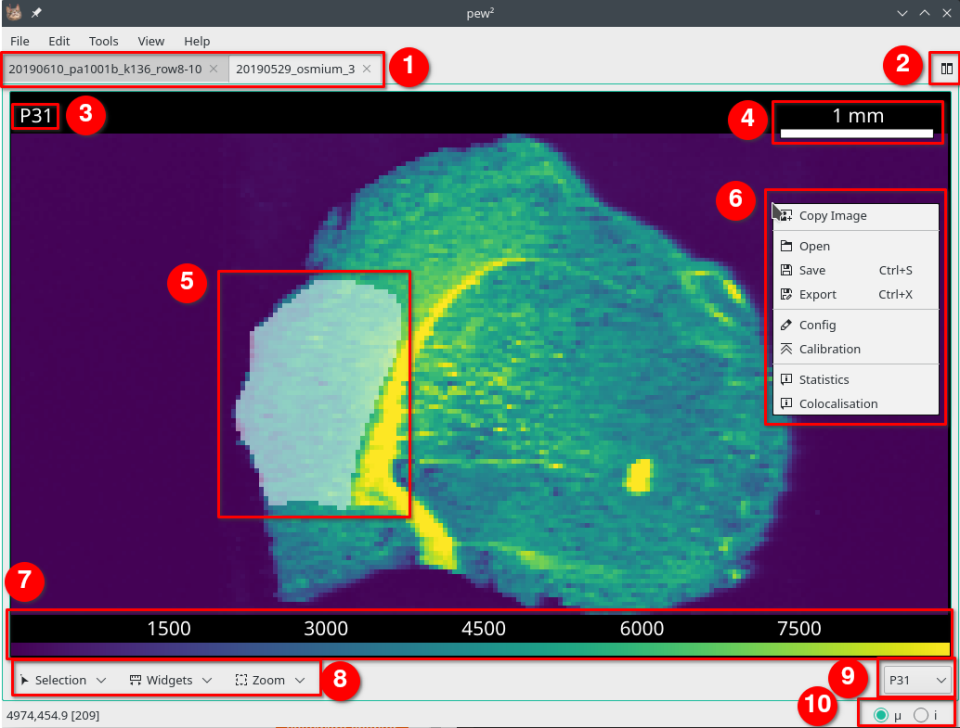 pew²
File Edit Tools View Help
20190610_pa1001b_k136_row8-10 20190529_osmium_3
1
2
P31
3
4
1 mm
6
Copy Image
Open
Save Ctrl+S
Export Ctrl+X
Config
Calibration
Statistics
Colocalisation
5
7
1500 3000 4500 6000 7500
Selection Widgets Zoom
8
9
P31
4974,454.9 [209]
10
μ i